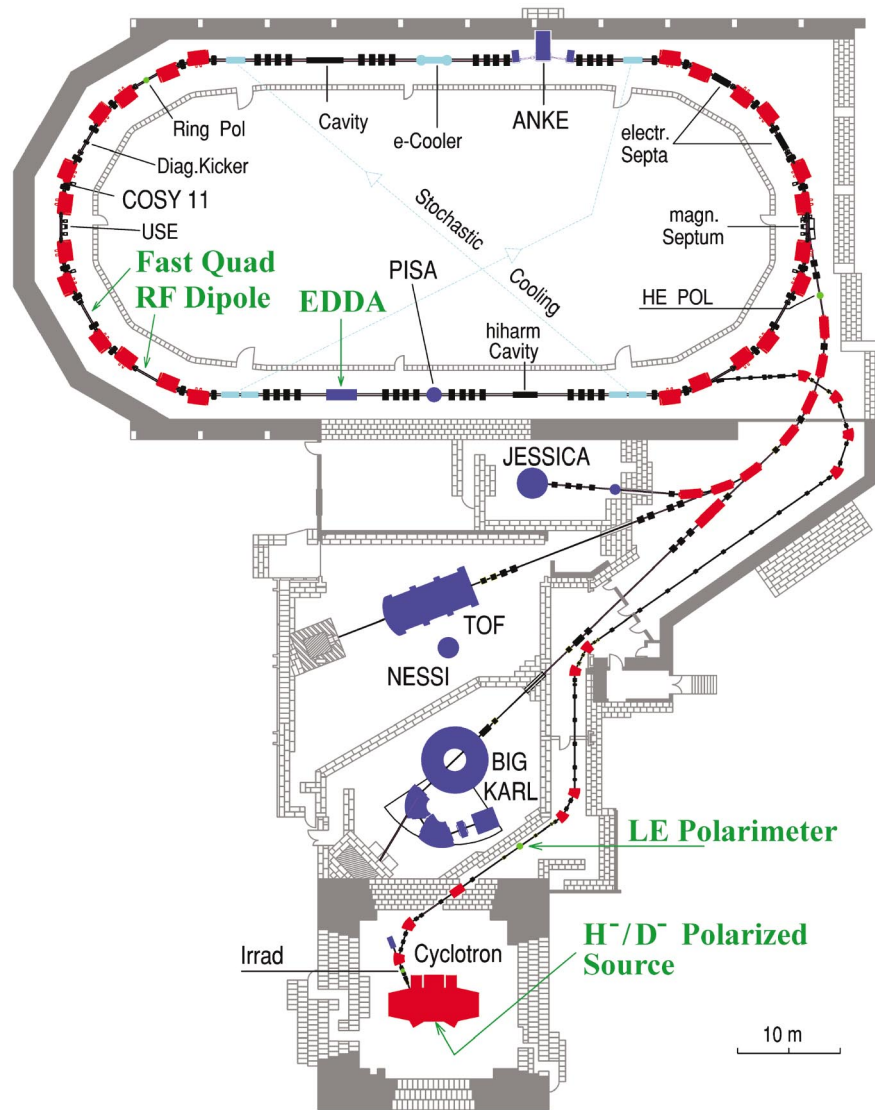 Ring Pol
Cavity
e-Cooler
ANKE
electr.
Septa
Diag.Kicker
COSY 11
USE
Stochastic
Cooling
magn.
Septum
Fast Quad
RF Dipole
EDDA
PISA
HE POL
hiharm
Cavity
JESSICA
TOF
NESSI
BIG
KARL
LE Polarimeter
H⁻/D⁻ Polarized
Source
Irrad
Cyclotron
10 m